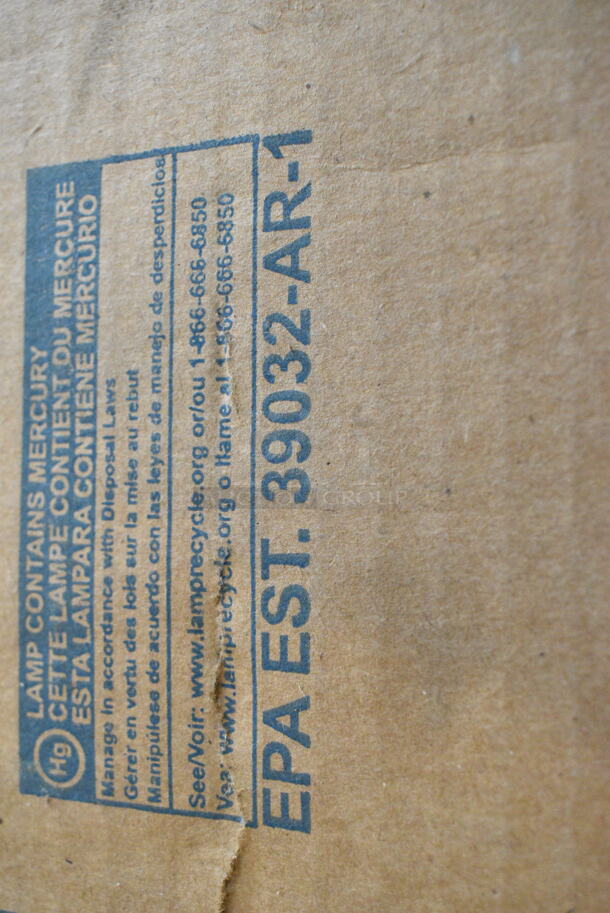 Hg
LAMP CONTAINS MERCURY
CETTE LAMPE CONTIENT DU MERCURE
ESTA LAMPARA CONTIENE MERCURIO
Manage in accordance with Disposal Laws
Gérer en vertu des lois sur la mise au rebut
Manipulese de acuerdo con las leyes de manejo de desperdicios
See/Voir: www.lamprecycle.org or/ou 1-866-666-6850
Vea www.lamprecycle.org o llame al 1-866-666-6850
EPA EST. 39032-AR-1
GROUP